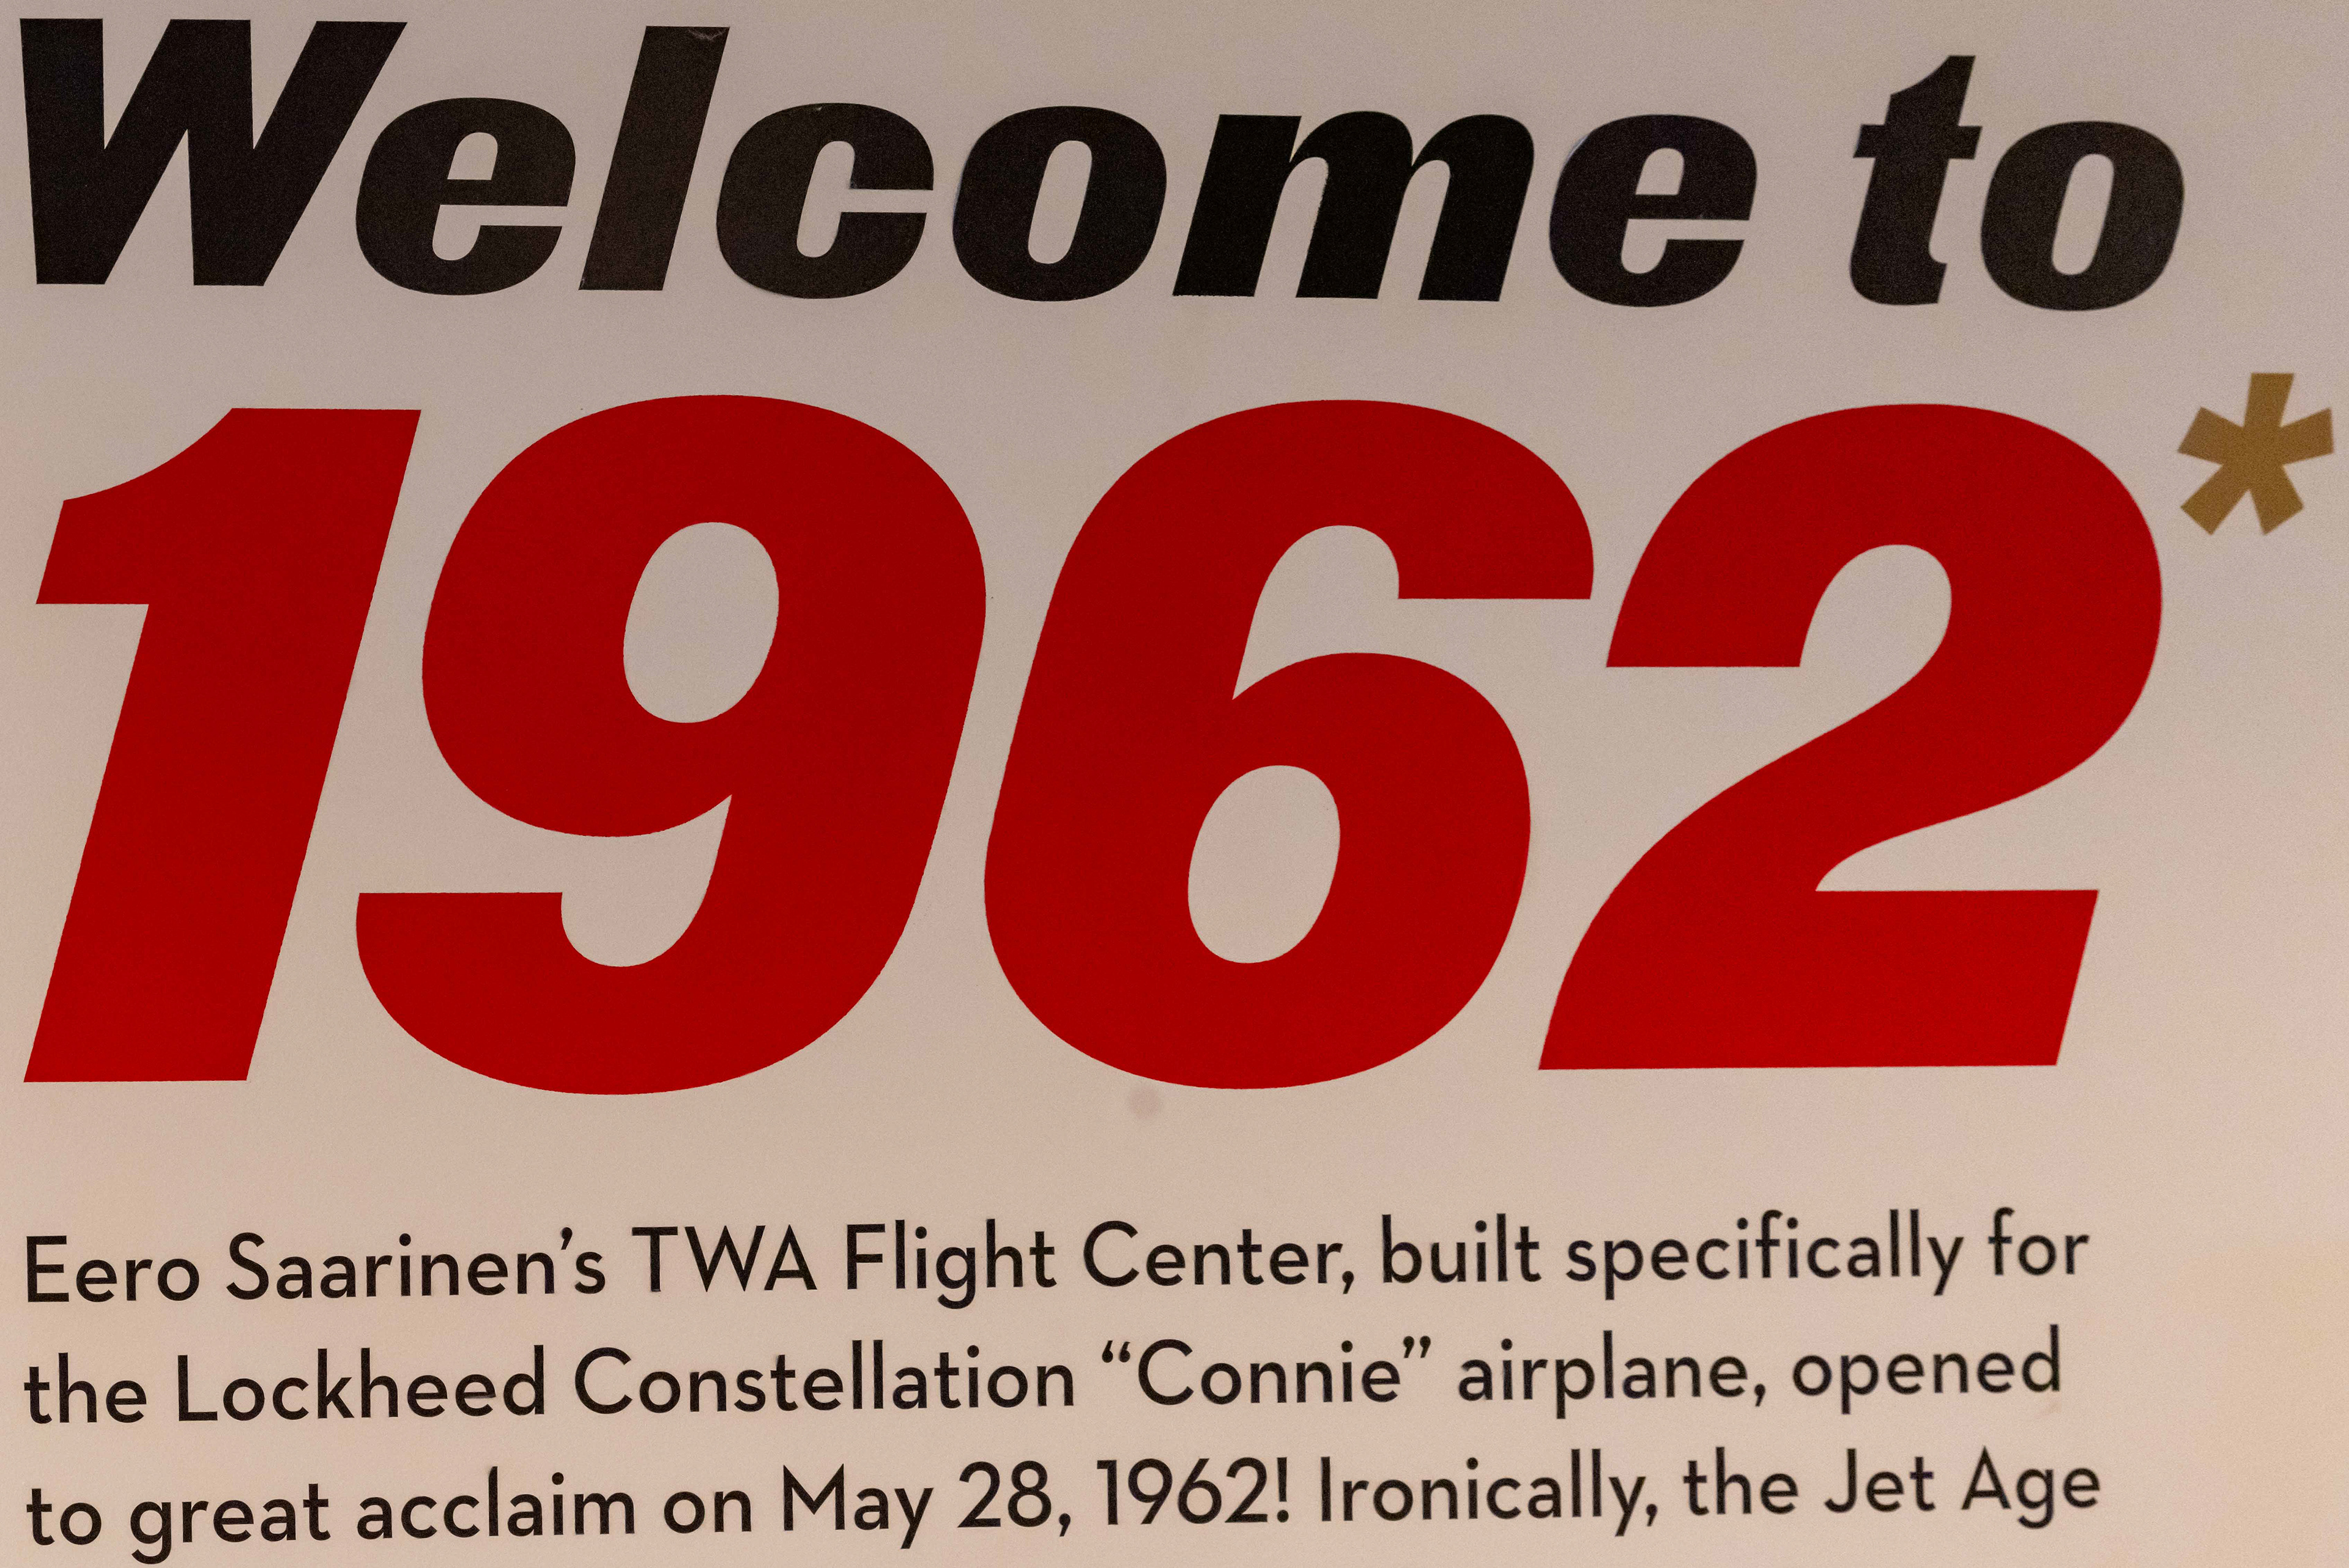 Welcome to
1962*
Eero Saarinen’s TWA Flight Center, built specifically for
the Lockheed Constellation “Connie” airplane, opened
to great acclaim on May 28, 1962! Ironically, the Jet Age